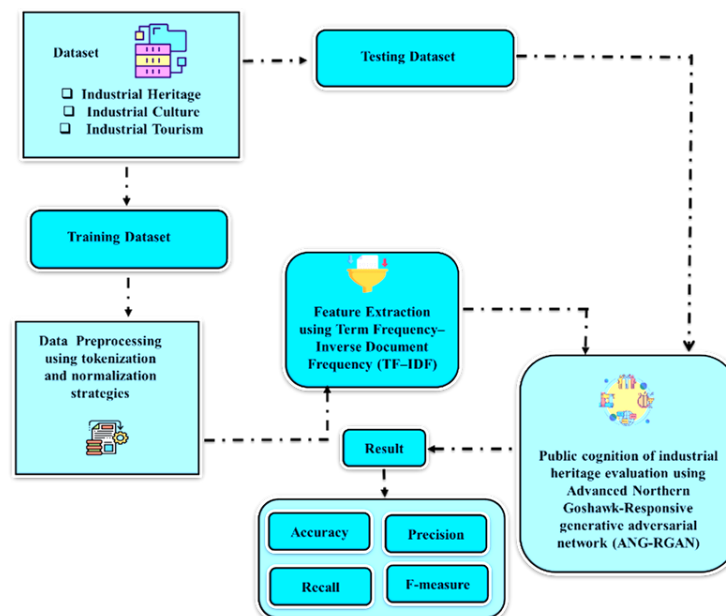 Dataset
❑ Industrial Heritage
❑ Industrial Culture
❑ Industrial Tourism
Testing Dataset
Training Dataset
Data Preprocessing
using tokenization
and normalization
strategies
Feature Extraction
using Term Frequency–
Inverse Document
Frequency (TF–IDF)
Result
Public cognition of industrial
heritage evaluation using
Advanced Northern
Goshawk-Responsive
generative adversarial
network (ANG-RGAN)
Accuracy
Precision
Recall
F-measure